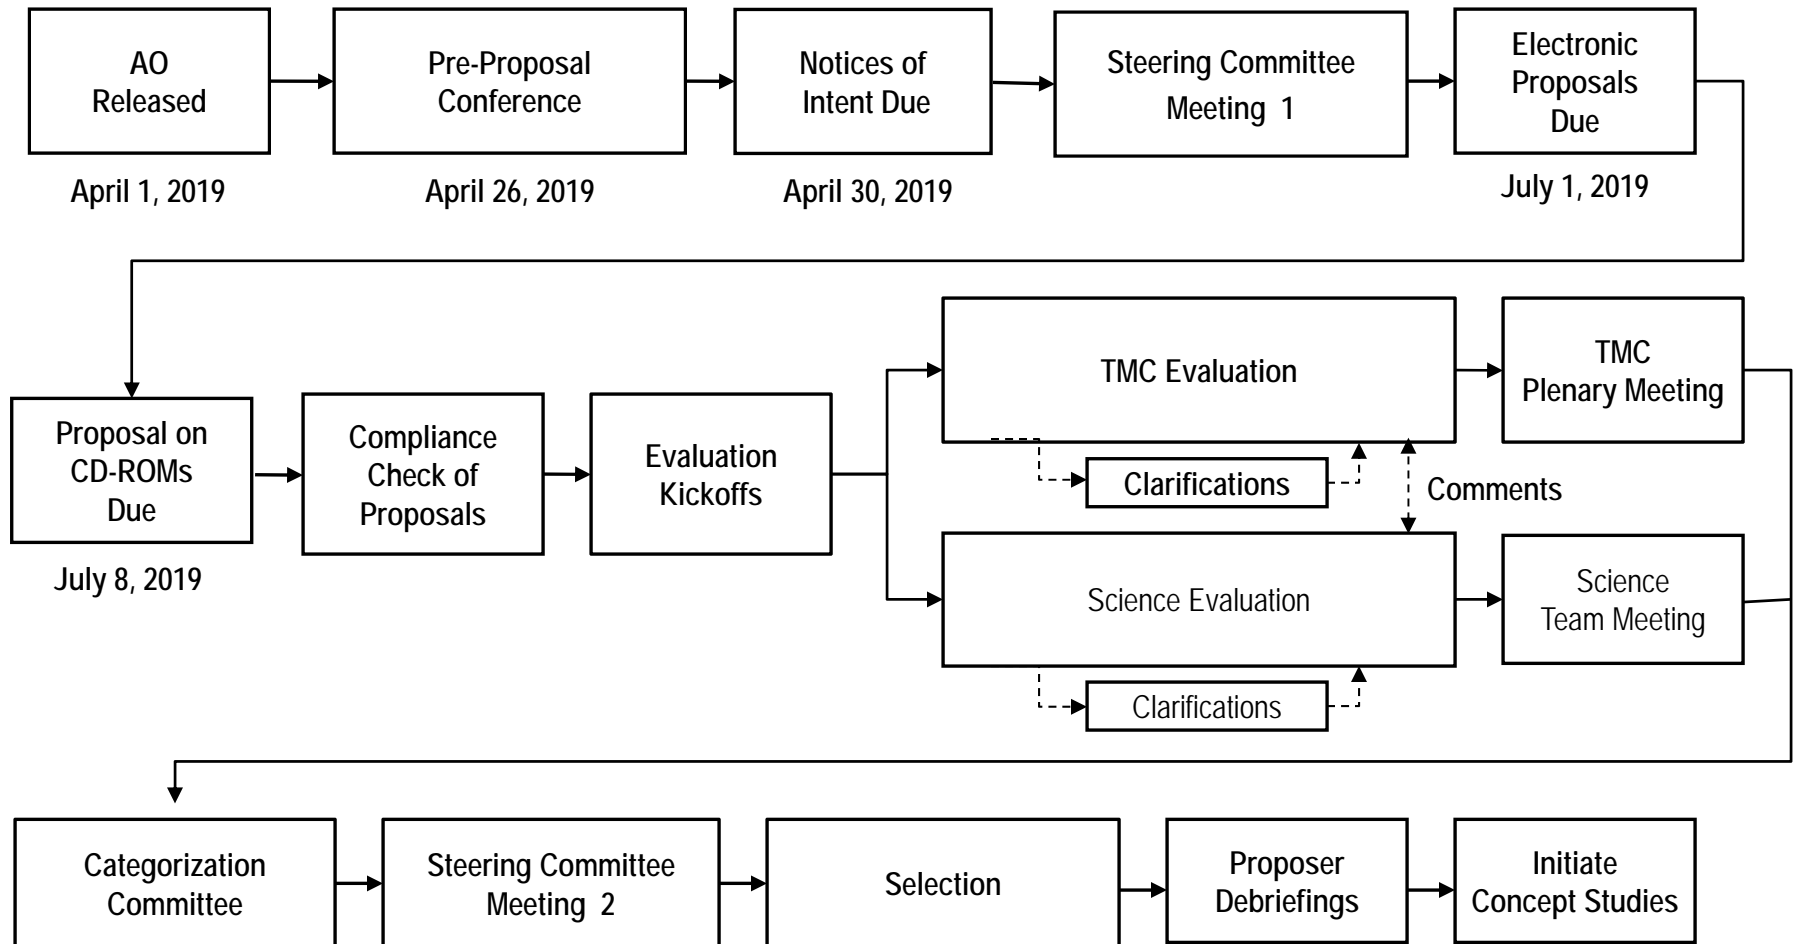 AO
Released
Pre-Proposal
Conference
Notices of
Intent Due
Steering Committee
Meeting 1
Electronic
Proposals
Due
April 1, 2019
April 26, 2019
April 30, 2019
July 1, 2019
Proposal on
CD-ROMs
Due
July 8, 2019
Compliance
Check of
Proposals
Evaluation
Kickoffs
TMC Evaluation
Clarifications
Comments
TMC
Plenary Meeting
Science Evaluation
Clarifications
Science
Team Meeting
Categorization
Committee
Steering Committee
Meeting 2
Selection
Proposer
Debriefings
Initiate
Concept Studies